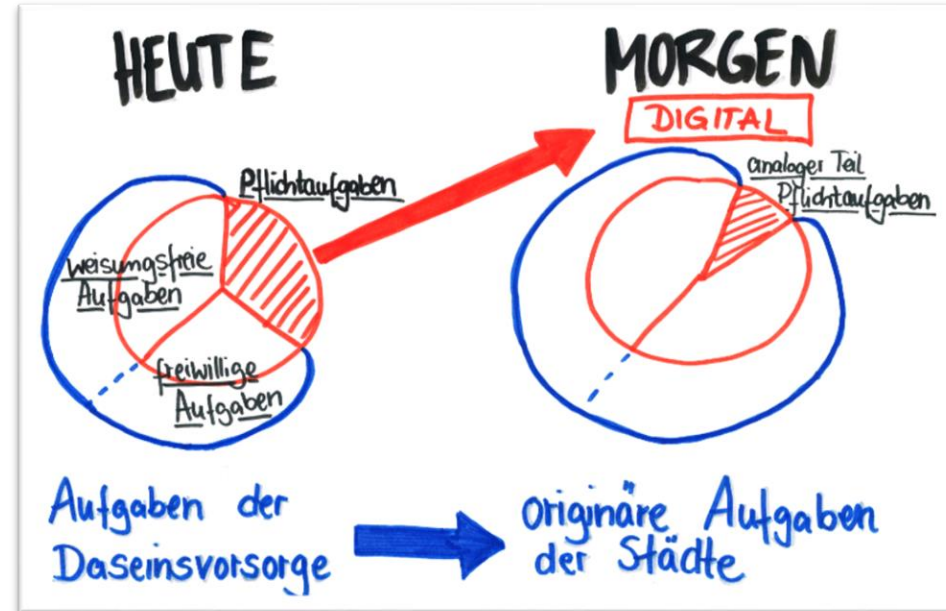 HEUTE
MORGEN
DIGITAL
Pflichtaufgaben
weisungsfreie
Aufgaben
freiwillige
Aufgaben
analoger Teil
Pflichtaufgaben
Aufgaben der
Daseinsvorsorge
originäre Aufgaben
der Städte